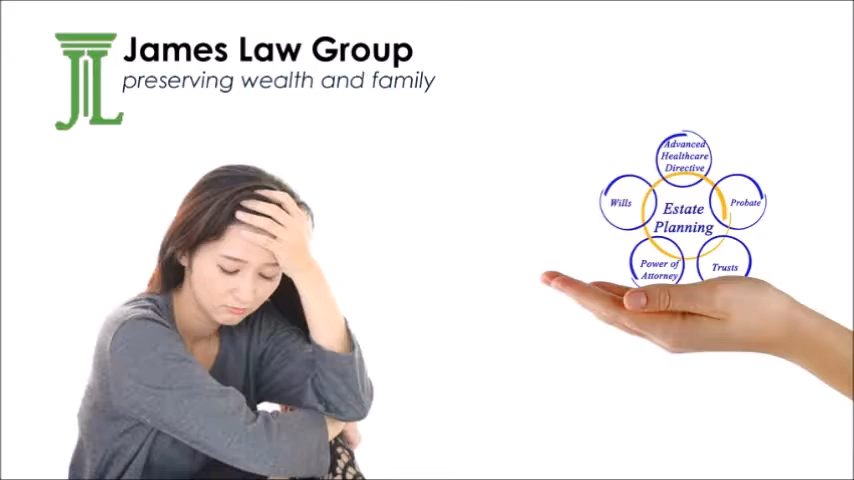 James Law Group
preserving wealth and family
Advanced
Healthcare
Directive
Wills
Probate
Estate
Planning
Power of
Attorney
Trusts